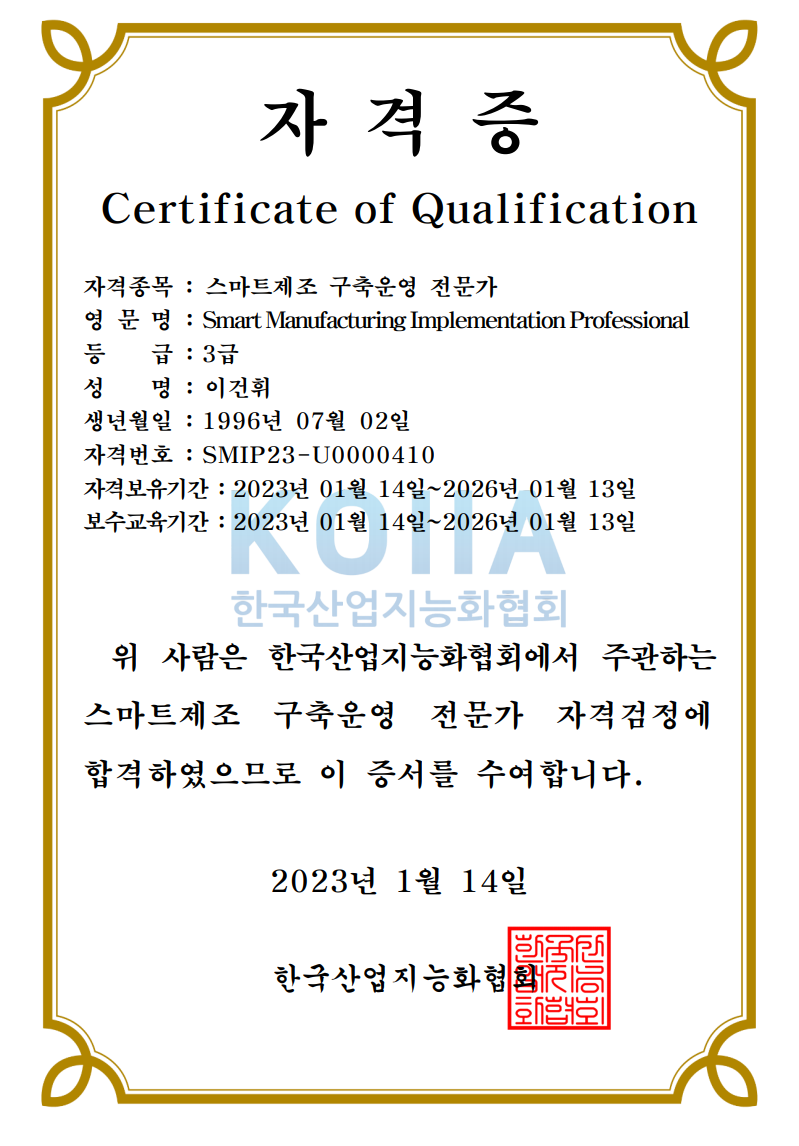 자 격 증
Certificate of Qualification
자격종목 : 스마트제조 구축운영 전문가
영 문 명 : Smart Manufacturing Implementation Professional
등 급 : 3급
성 명 : 이건휘
생년월일 : 1996년 07월 02일
자격번호 : SMIP23-U0000410
자격보유기간 : 2023년 01월 14일~2026년 01월 13일
보수교육기간 : 2023년 01월 14일~2026년 01월 13일
KOIIA
한국산업지능화협회
위 사람은 한국산업지능화협회에서 주관하는
스마트제조 구축운영 전문가 자격검정에
합격하였으므로 이 증서를 수여합니다.
2023년 1월 14일
한국산업지능화협회